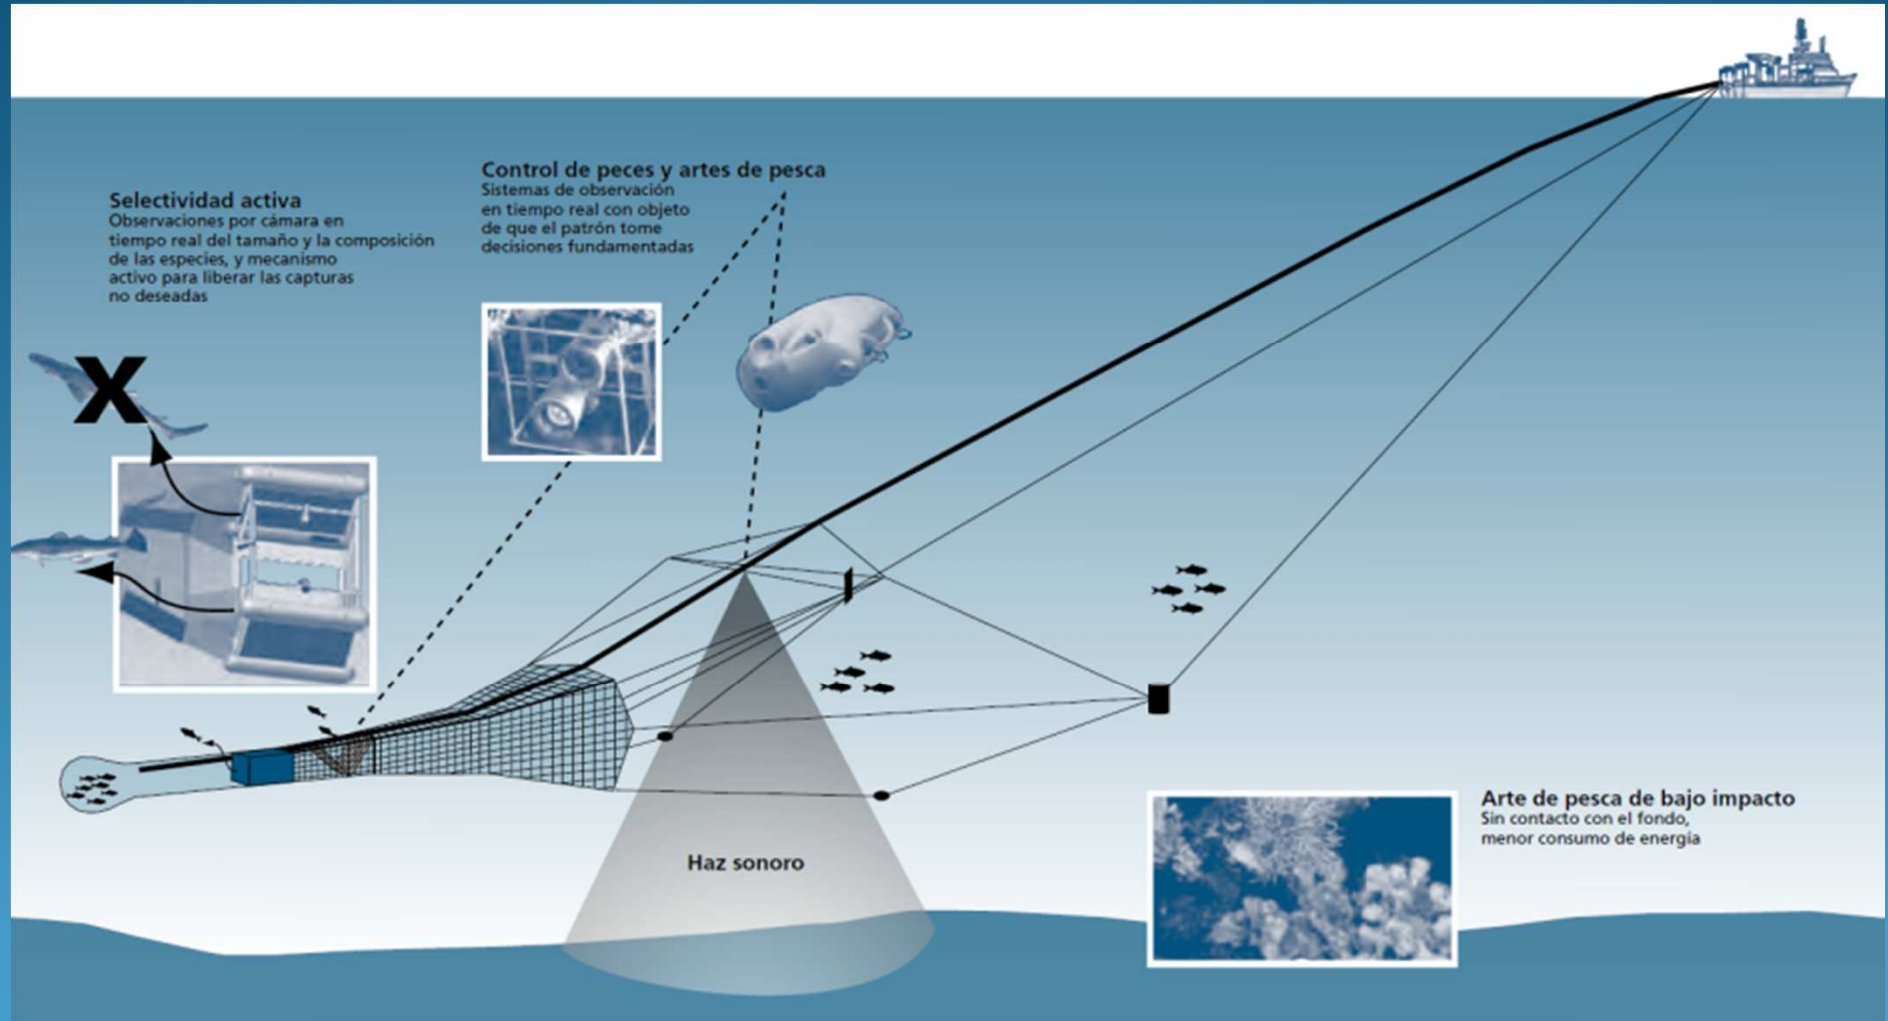 Selectividad activa
Observaciones por cámara en
tiempo real del tamaño y la composición
de las especies, y mecanismo
activo para liberar las capturas
no deseadas
Control de peces y artes de pesca
Sistemas de observación
en tiempo real con objeto
de que el patrón tome
decisiones fundamentadas
X
Haz sonoro
Arte de pesca de bajo impacto
Sin contacto con el fondo,
menor consumo de energía